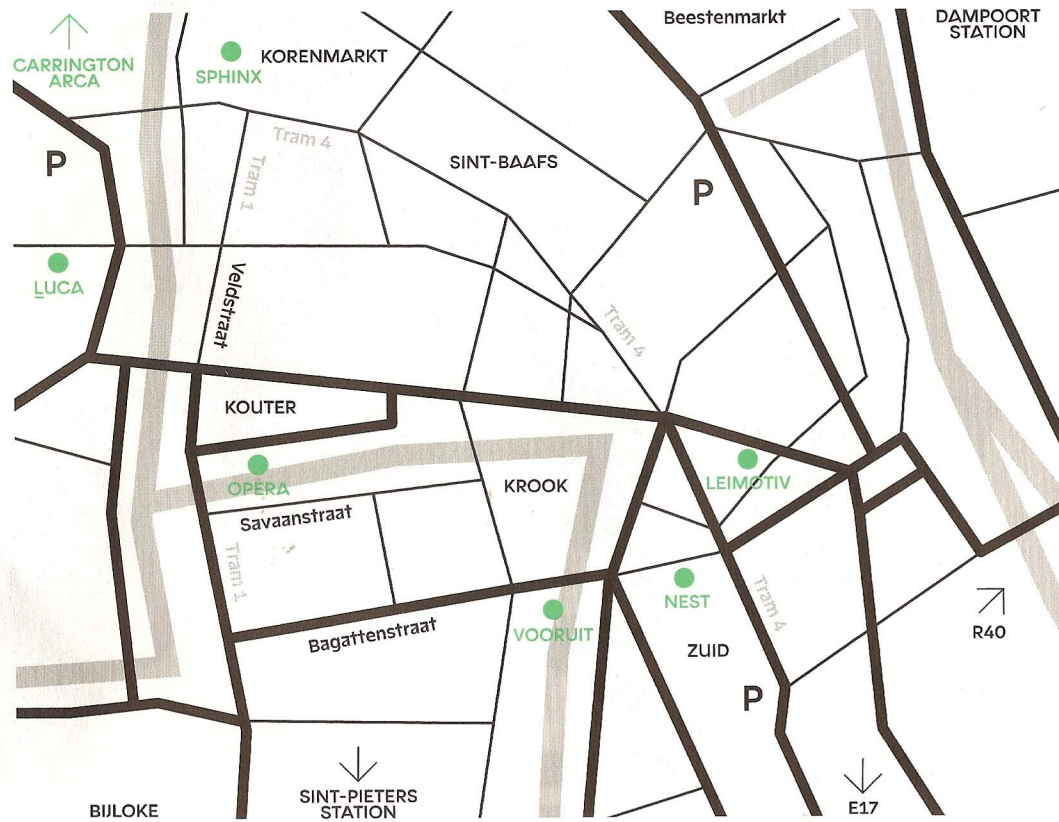 Beestenmarkt
DAMPOORT
STATION
CARRINGTON
ARCA
SPHINX
KORENMARKT
Tram 4
SINT-BAAFS
P
Tram 1
P
LUCA
Veldstraat
Tram 4
KOUTER
OPERA
KROOK
LEIMOTIV
Savaanstraat
Tram 1
NEST
Tram 4
VOORUIT
Bagattenstraat
R40
ZUID
P
SINT-PIETERS
STATION
BIJLOKE
E17